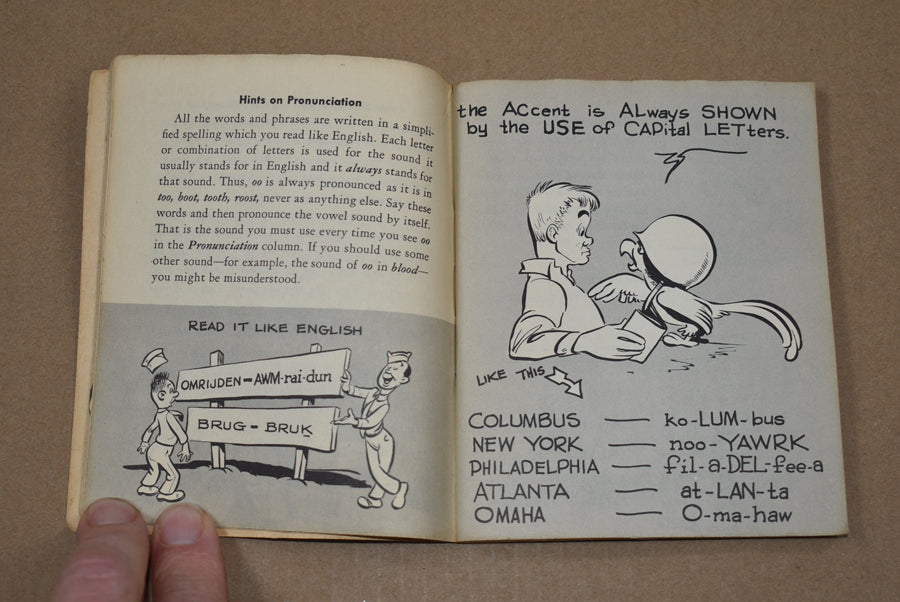 Hints on Pronunciation
All the words and phrases are written in a simpli-
fied spelling which you read like English. Each letter
or combination of letters is used for the sound it
usually stands for in English and it always stands for
that sound. Thus, oo is always pronounced as it is in
too, boot, tooth, roost, never as anything else. Say these
words and then pronounce the vowel sound by itself.
That is the sound you must use every time you see oo
in the Pronunciation column. If you should use some
other sound—for example, the sound of oo in blood—
you might be misunderstood.
READ IT LIKE ENGLISH
OMRIJDEN—AWM-rai-dun
BRUG - BRUK
the ACcent is ALways SHOWN
by the USE of CAPital LETters.
LIKE THIS
COLUMBUS — ko-LUM-bus
NEW YORK — noo-YAWRK
PHILADELPHIA — fil-a-DEL-fee-a
ATLANTA — at-LAN-ta
OMAHA — O-ma-haw